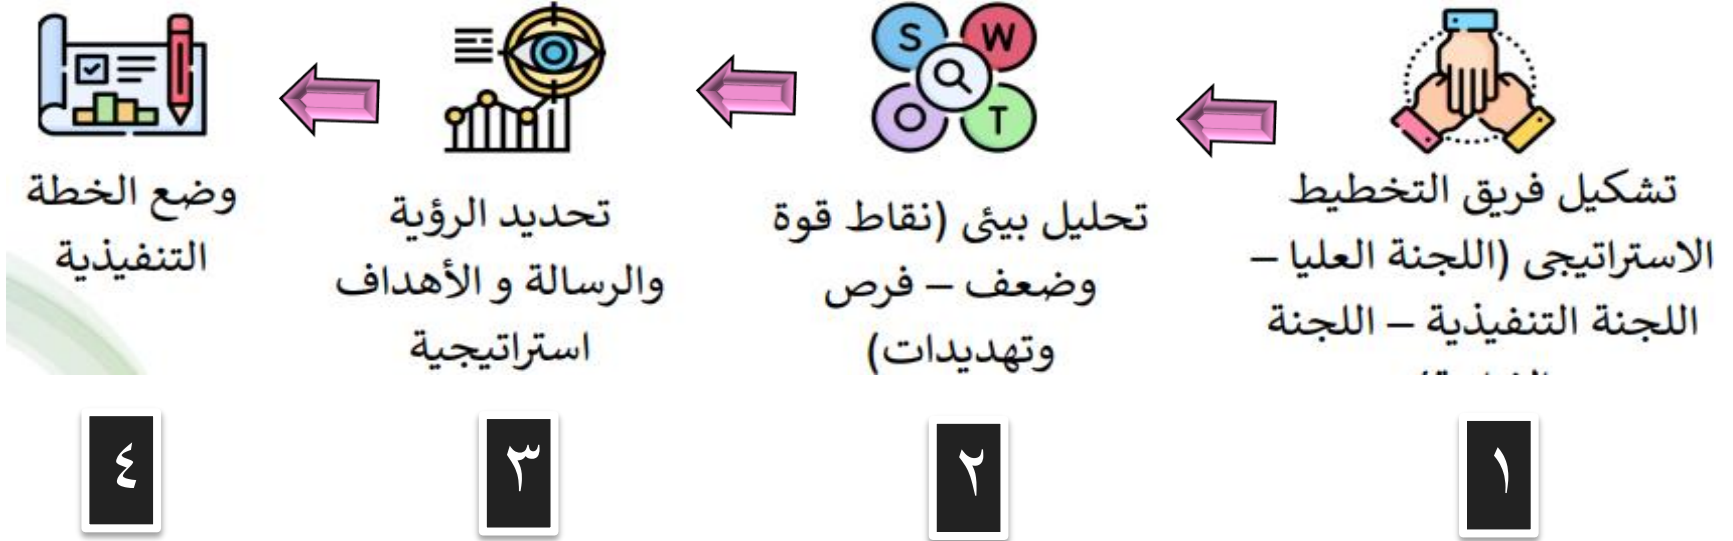 S W
O T
تشكيل فريق التخطيط
الاستراتيجى (اللجنة العليا –
اللجنة التنفيذية – اللجنة
١
تحليل بيئى (نقاط قوة
وضعف – فرص
وتهديدات)
٢
تحديد الرؤية
والرسالة و الأهداف
استراتيجية
٣
وضع الخطة
التنفيذية
٤